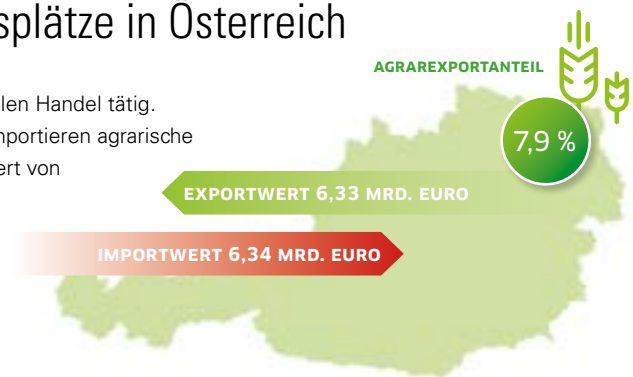 splätze in Österreich
AGRAREXPORTANTEIL
len Handel tätig.
mportieren agrarische
7,9 %
ert von
EXPORTWERT 6,33 MRD. EURO
IMPORTWERT 6,34 MRD. EURO